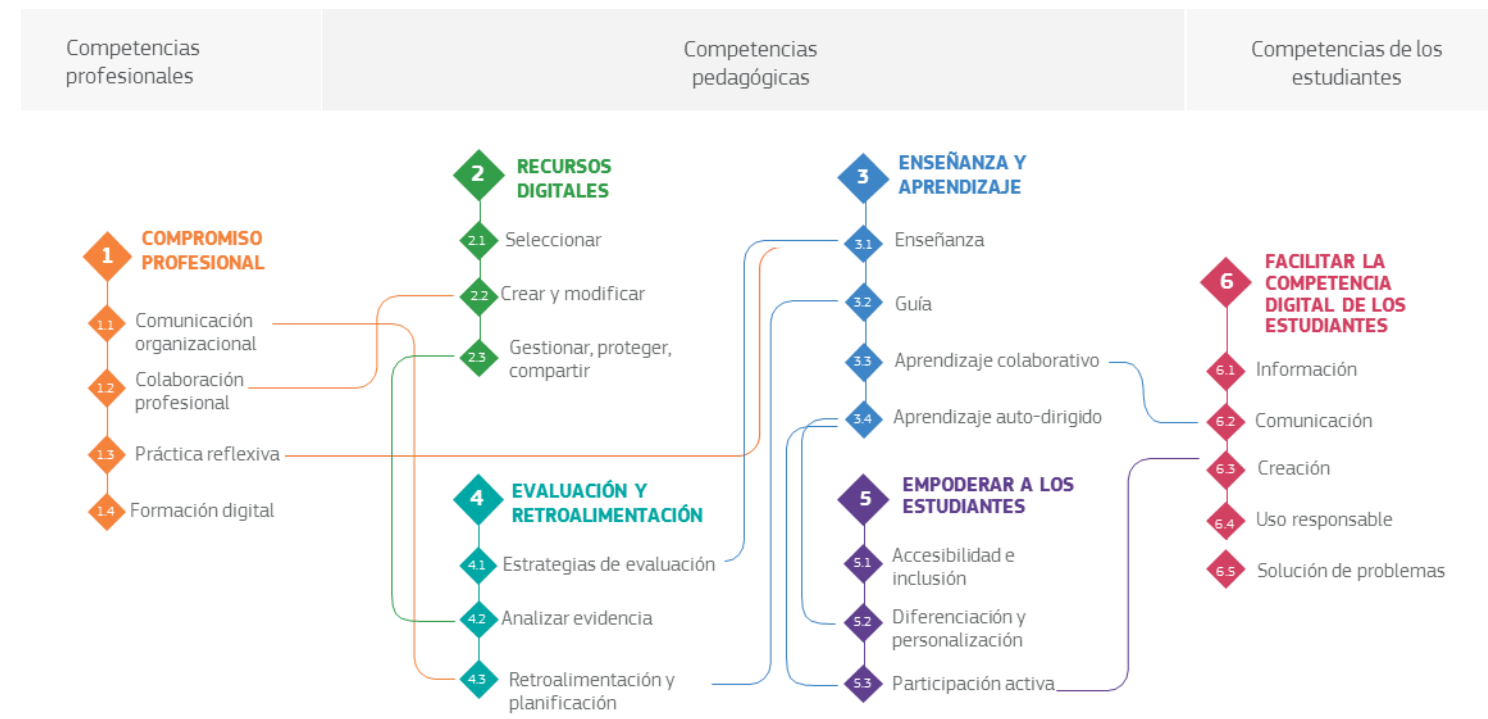 Competencias
profesionales
Competencias
pedagógicas
Competencias de los
estudiantes
1
COMPROMISO
PROFESIONAL
1.1
Comunicación
organizacional
1.2
Colaboración
profesional
1.3
Práctica reflexiva
1.4
Formación digital
2
RECURSOS
DIGITALES
2.1
Seleccionar
2.2
Crear y modificar
2.3
Gestionar, proteger,
compartir
3
ENSEÑANZA Y
APRENDIZAJE
3.1
Enseñanza
3.2
Guía
3.3
Aprendizaje colaborativo
3.4
Aprendizaje auto-dirigido
4
EVALUACIÓN Y
RETROALIMENTACIÓN
4.1
Estrategias de evaluación
4.2
Analizar evidencia
4.3
Retroalimentación y
planificación
5
EMPODERAR A LOS
ESTUDIANTES
5.1
Accesibilidad e
inclusión
5.2
Diferenciación y
personalización
5.3
Participación activa
6
FACILITAR LA
COMPETENCIA
DIGITAL DE LOS
ESTUDIANTES
6.1
Información
6.2
Comunicación
6.3
Creación
6.4
Uso responsable
6.5
Solución de problemas